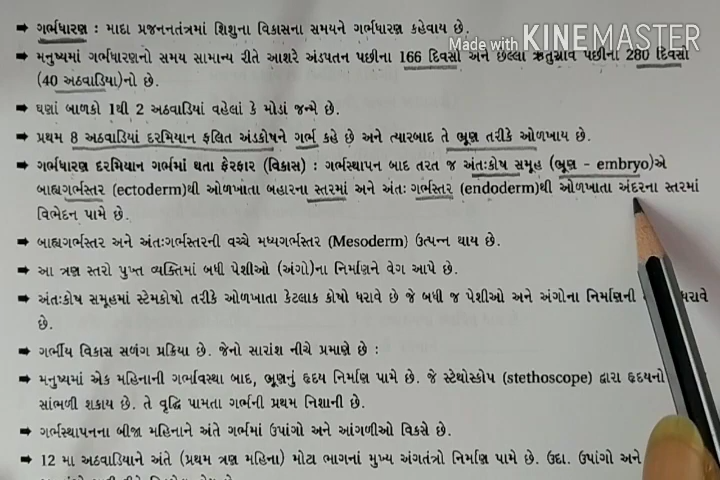 Made with KINEMASTER
➡ ગર્ભધારણ : માદા પ્રજનનતંત્રમાં શિશુના વિકાસના સમયને ગર્ભધારણ કહેવાય છે.
➡ મનુષ્યમાં ગર્ભધારણનો સમય સામાન્ય રીતે આશરે અંડપતન પછીના 166 દિવસો અને છેલ્લા ઋતુસ્રાવ પછીના 280 દિવસો
(40 અંઠવાડિયા)નો છે.
➡ ઘણાં બાળકો 1થી 2 અઠવાડિયાં વહેલાં કે મોડાં જન્મે છે.
➡ પ્રથમ 8 અઠવાડિયાં દરમિયાન ફલિત અંડકોષને ગર્ભ કહે છે અને ત્યારબાદ તે ભ્રૂણ તરીકે ઓળખાય છે.
➡ ગર્ભધારણ દરમિયાન ગર્ભમાં થતા ફેરફાર (વિકાસ) : ગર્ભસ્થાપન બાદ તરત જ અંતઃકોષ સમૂહ (ભ્રૂણ - embryo)એ
બાહ્યગર્ભસ્તર (ectoderm)થી ઓળખાતા બહારના સ્તરમાં અને અંતઃ ગર્ભસ્તર (endoderm)થી ઓળખાતા અંદરના સ્તરમાં
વિભેદન પામે છે.
➡ બાહ્યગર્ભસ્તર અને અંતઃગર્ભસ્તરની વચ્ચે મધ્યગર્ભસ્તર (Mesoderm) ઉત્પન્ન થાય છે.
➡ આ ત્રણ સ્તરો પુખ્ત વ્યક્તિમાં બધી પેશીઓ (અંગો)ના નિર્માણને વેગ આપે છે.
➡ અંતઃકોષ સમૂહમાં સ્ટેમકોષો તરીકે ઓળખાતા કેટલાક કોષો ધરાવે છે જે બધી જ પેશીઓ અને અંગોના નિર્માણની ધરાવે
છે.
➡ ગર્ભીય વિકાસ સળંગ પ્રક્રિયા છે. જેનો સારાંશ નીચે પ્રમાણે છે :
➡ મનુષ્યમાં એક મહિનાની ગર્ભાવસ્થા બાદ, ભ્રૂણનું હૃદય નિર્માણ પામે છે. જે સ્ટેથોસ્કોપ (stethoscope) દ્વારા હૃદયનો
સાંભળી શકાય છે. તે વૃદ્ધિ પામતા ગર્ભની પ્રથમ નિશાની છે.
➡ ગર્ભસ્થાપનના બીજા મહિનાને અંતે ગર્ભમાં ઉપાંગો અને આંગળીઓ વિકસે છે.
➡ 12 મા અઠવાડિયાને અંતે (પ્રથમ ત્રણ મહિના) મોટા ભાગનાં મુખ્ય અંગતંત્રો નિર્માણ પામે છે. ઉદા. ઉપાંગો અને